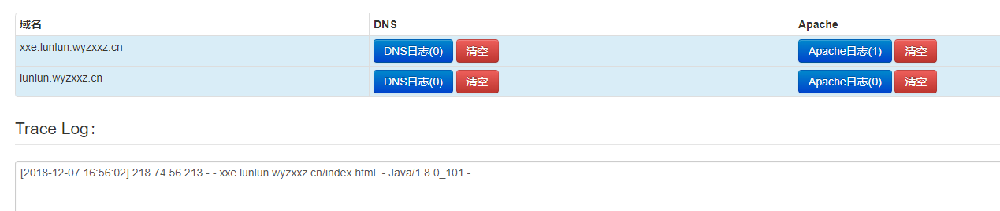 域名 DNS Apache
xxe.lunlun.wyzxxz.cn DNS日志(0) 清空 Apache日志(1) 清空
lunlun.wyzxxz.cn DNS日志(0) 清空 Apache日志(0) 清空
Trace Log：
[2018-12-07 16:56:02] 218.74.56.213 - - xxe.lunlun.wyzxxz.cn/index.html - Java/1.8.0_101 -